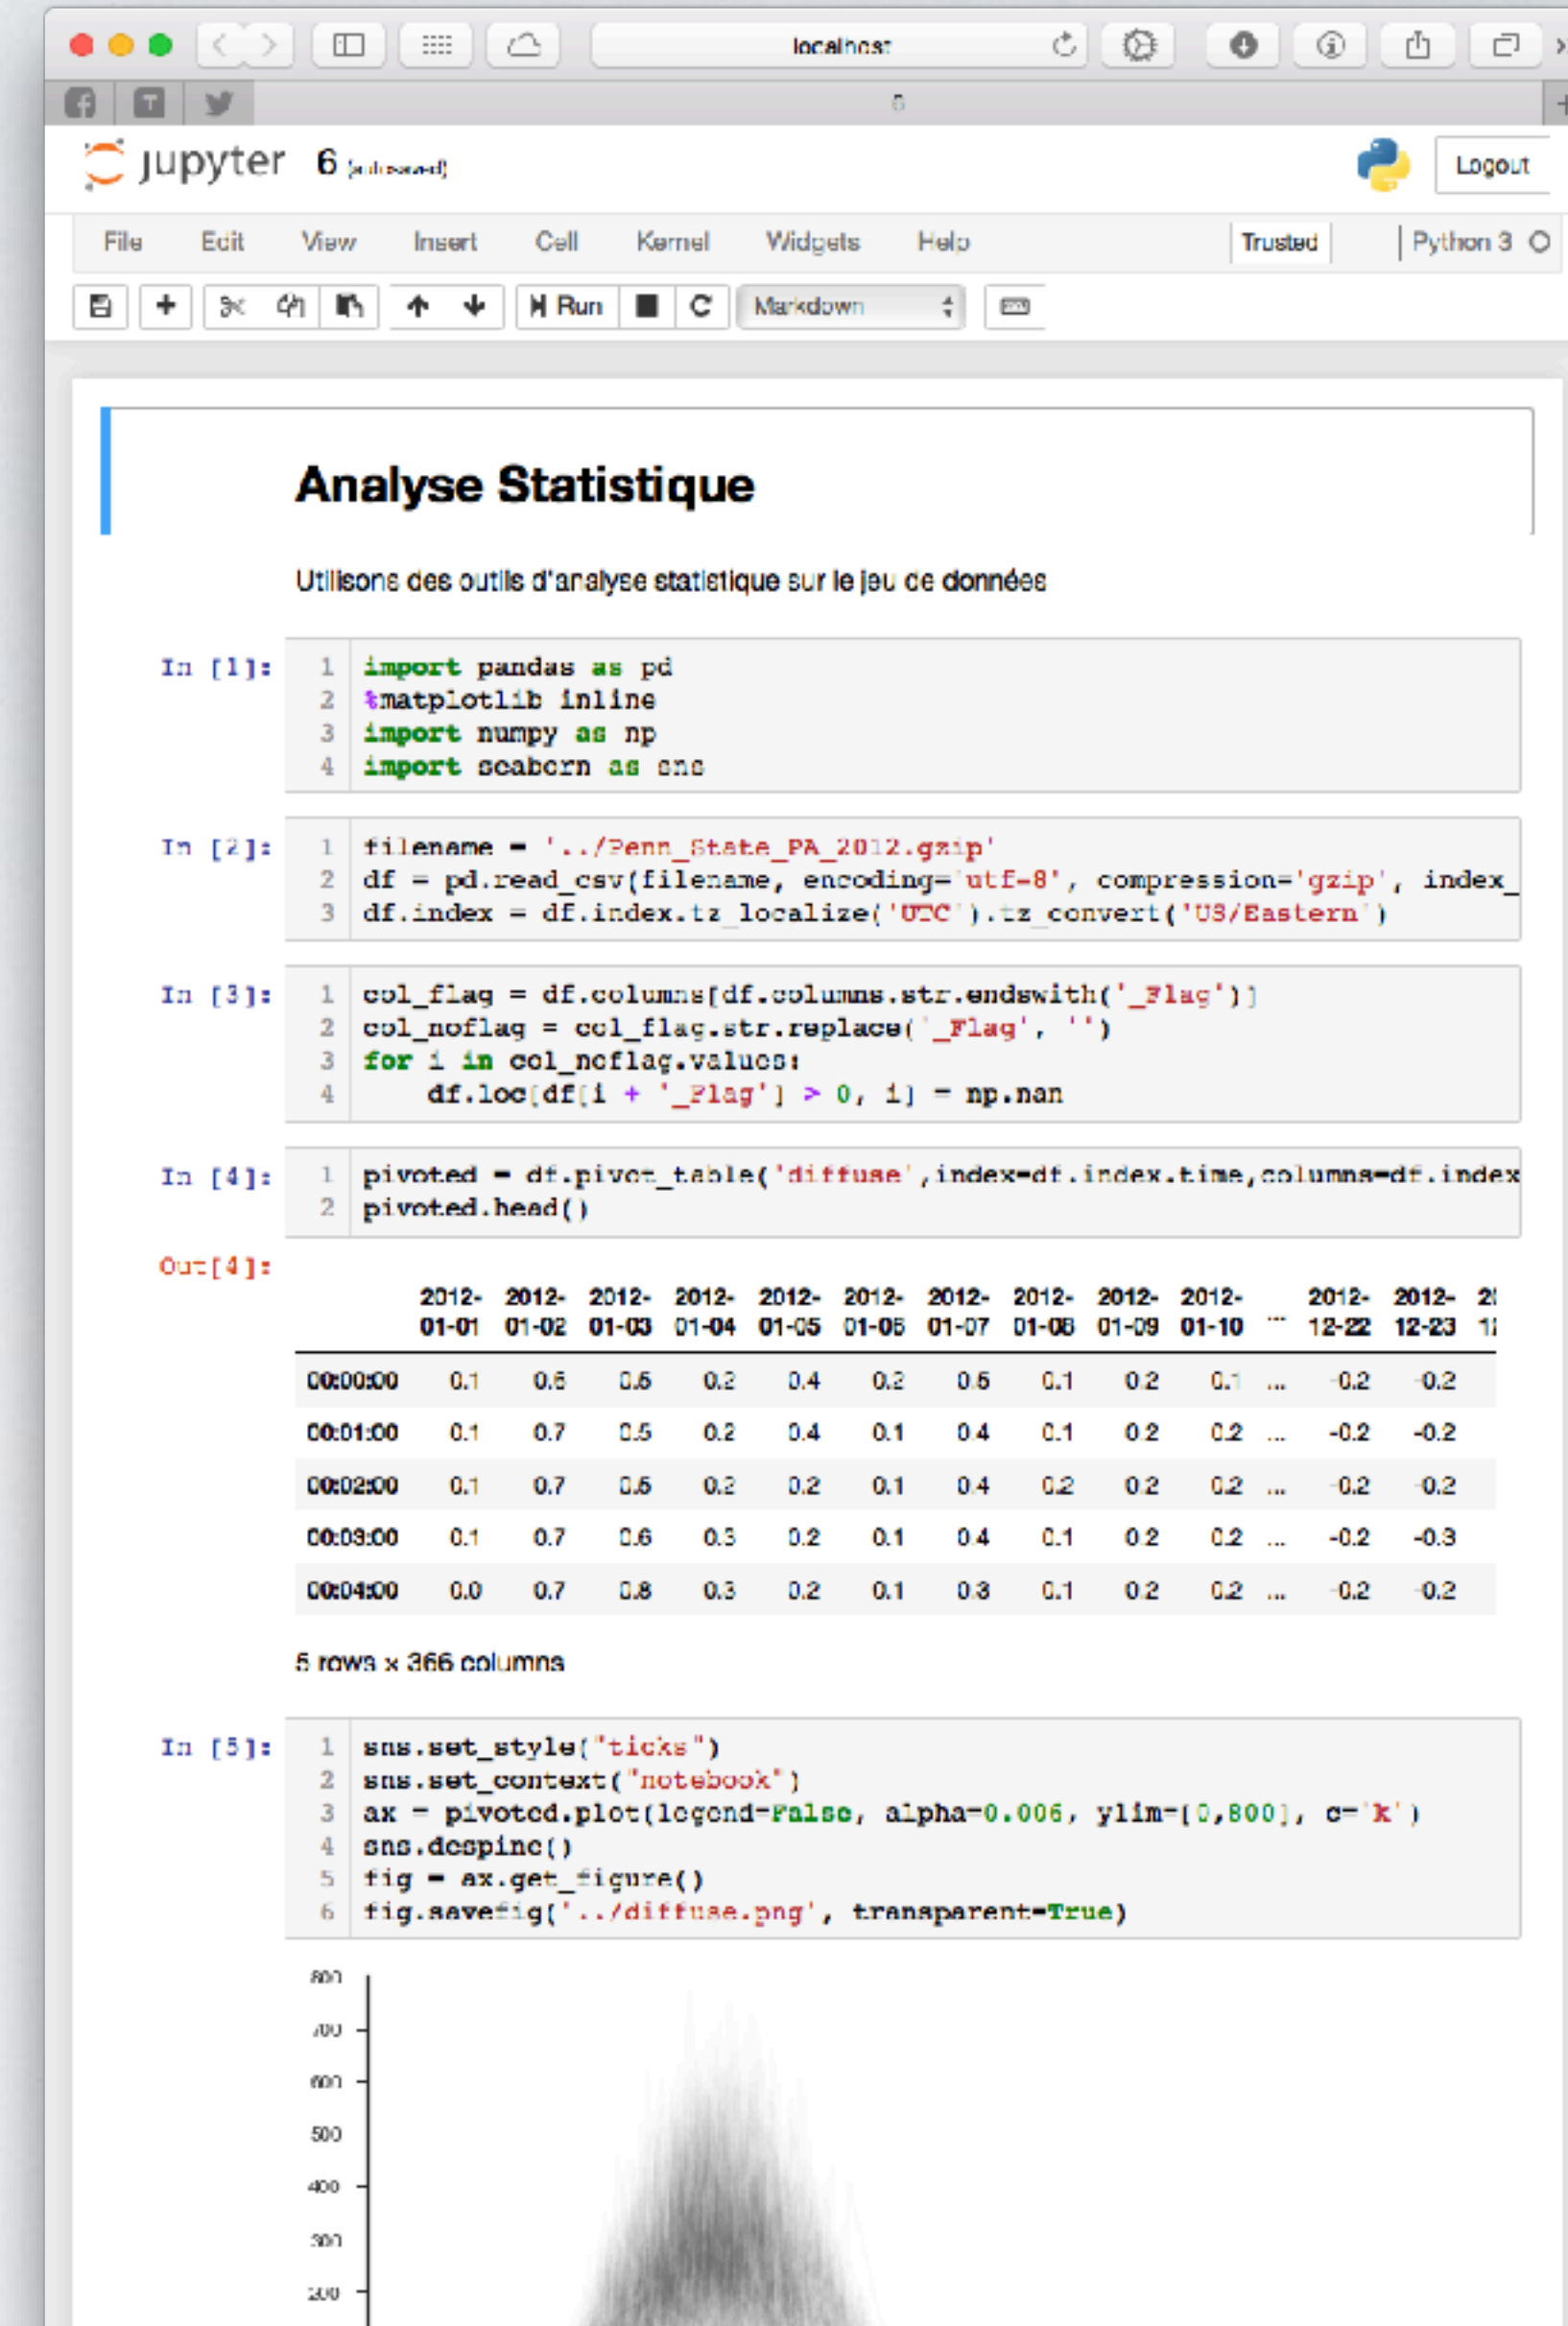 localhost
6
jupyter 6 (autosaved)
Logout
File Edit View Insert Cell Kernel Widgets Help Trusted Python 3
Run Markdown
Analyse Statistique
Utilisons des outils d'analyse statistique sur le jeu de données
In [1]:
1 import pandas as pd
2 %matplotlib inline
3 import numpy as np
4 import seaborn as sns
In [2]:
1 filename = '../Penn_State_PA_2012.gzip'
2 df = pd.read_csv(filename, encoding='utf-8', compression='gzip', index_
3 df.index = df.index.tz_localize('UTC').tz_convert('US/Eastern')
In [3]:
1 col_flag = df.columns[df.columns.str.endswith('_Flag')]
2 col_noflag = col_flag.str.replace('_Flag', '')
3 for i in col_noflag.values:
4 df.loc[df[i + '_Flag'] > 0, i] = np.nan
In [4]:
1 pivoted = df.pivot_table('diffuse',index=df.index.time,columns=df.index
2 pivoted.head()
Out[4]:
2012- 2012- 2012- 2012- 2012- 2012- 2012- 2012- 2012- 2012- 2012- 2012-
01-01 01-02 01-03 01-04 01-05 01-06 01-07 01-08 01-09 01-10 ... 12-22 12-23
00:00:00 0.1 0.6 0.5 0.2 0.4 0.2 0.5 0.1 0.2 0.1 ... -0.2 -0.2
00:01:00 0.1 0.7 0.5 0.2 0.4 0.1 0.4 0.1 0.2 0.2 ... -0.2 -0.2
00:02:00 0.1 0.7 0.5 0.2 0.2 0.1 0.4 0.2 0.2 0.2 ... -0.2 -0.2
00:03:00 0.1 0.7 0.6 0.3 0.2 0.1 0.4 0.1 0.2 0.2 ... -0.2 -0.3
00:04:00 0.0 0.7 0.8 0.3 0.2 0.1 0.3 0.1 0.2 0.2 ... -0.2 -0.2
5 rows × 366 columns
In [5]:
1 sns.set_style("ticks")
2 sns.set_context("notebook")
3 ax = pivoted.plot(legend=False, alpha=0.006, ylim=[0,800], c='k')
4 sns.despine()
5 fig = ax.get_figure()
6 fig.savefig('../diffuse.png', transparent=True)
800
700
600
500
400
300
200